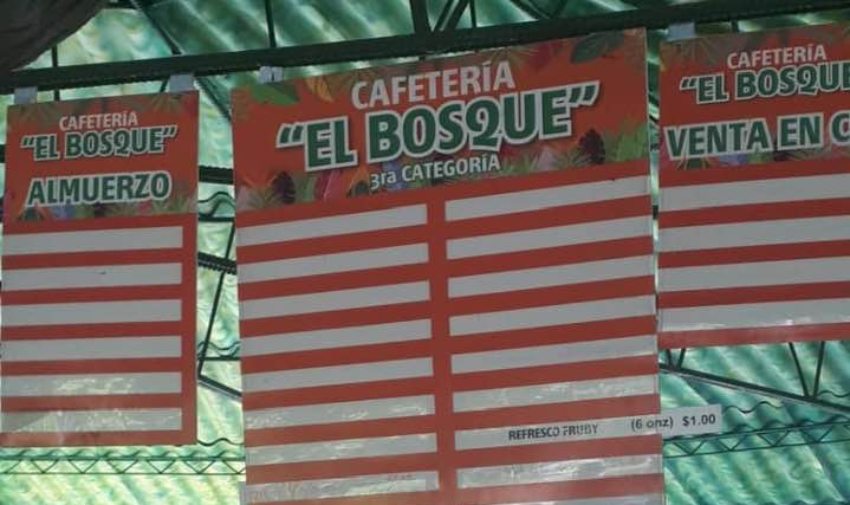 CAFETERÍA
"EL BOSQUE"
ALMUERZO
CAFETERÍA
"EL BOSQUE"
3ra CATEGORÍA
REFRESCO FRUBY (6 onz) $1.00
CAFETERÍA
"EL BOSQUE
VENTA EN C